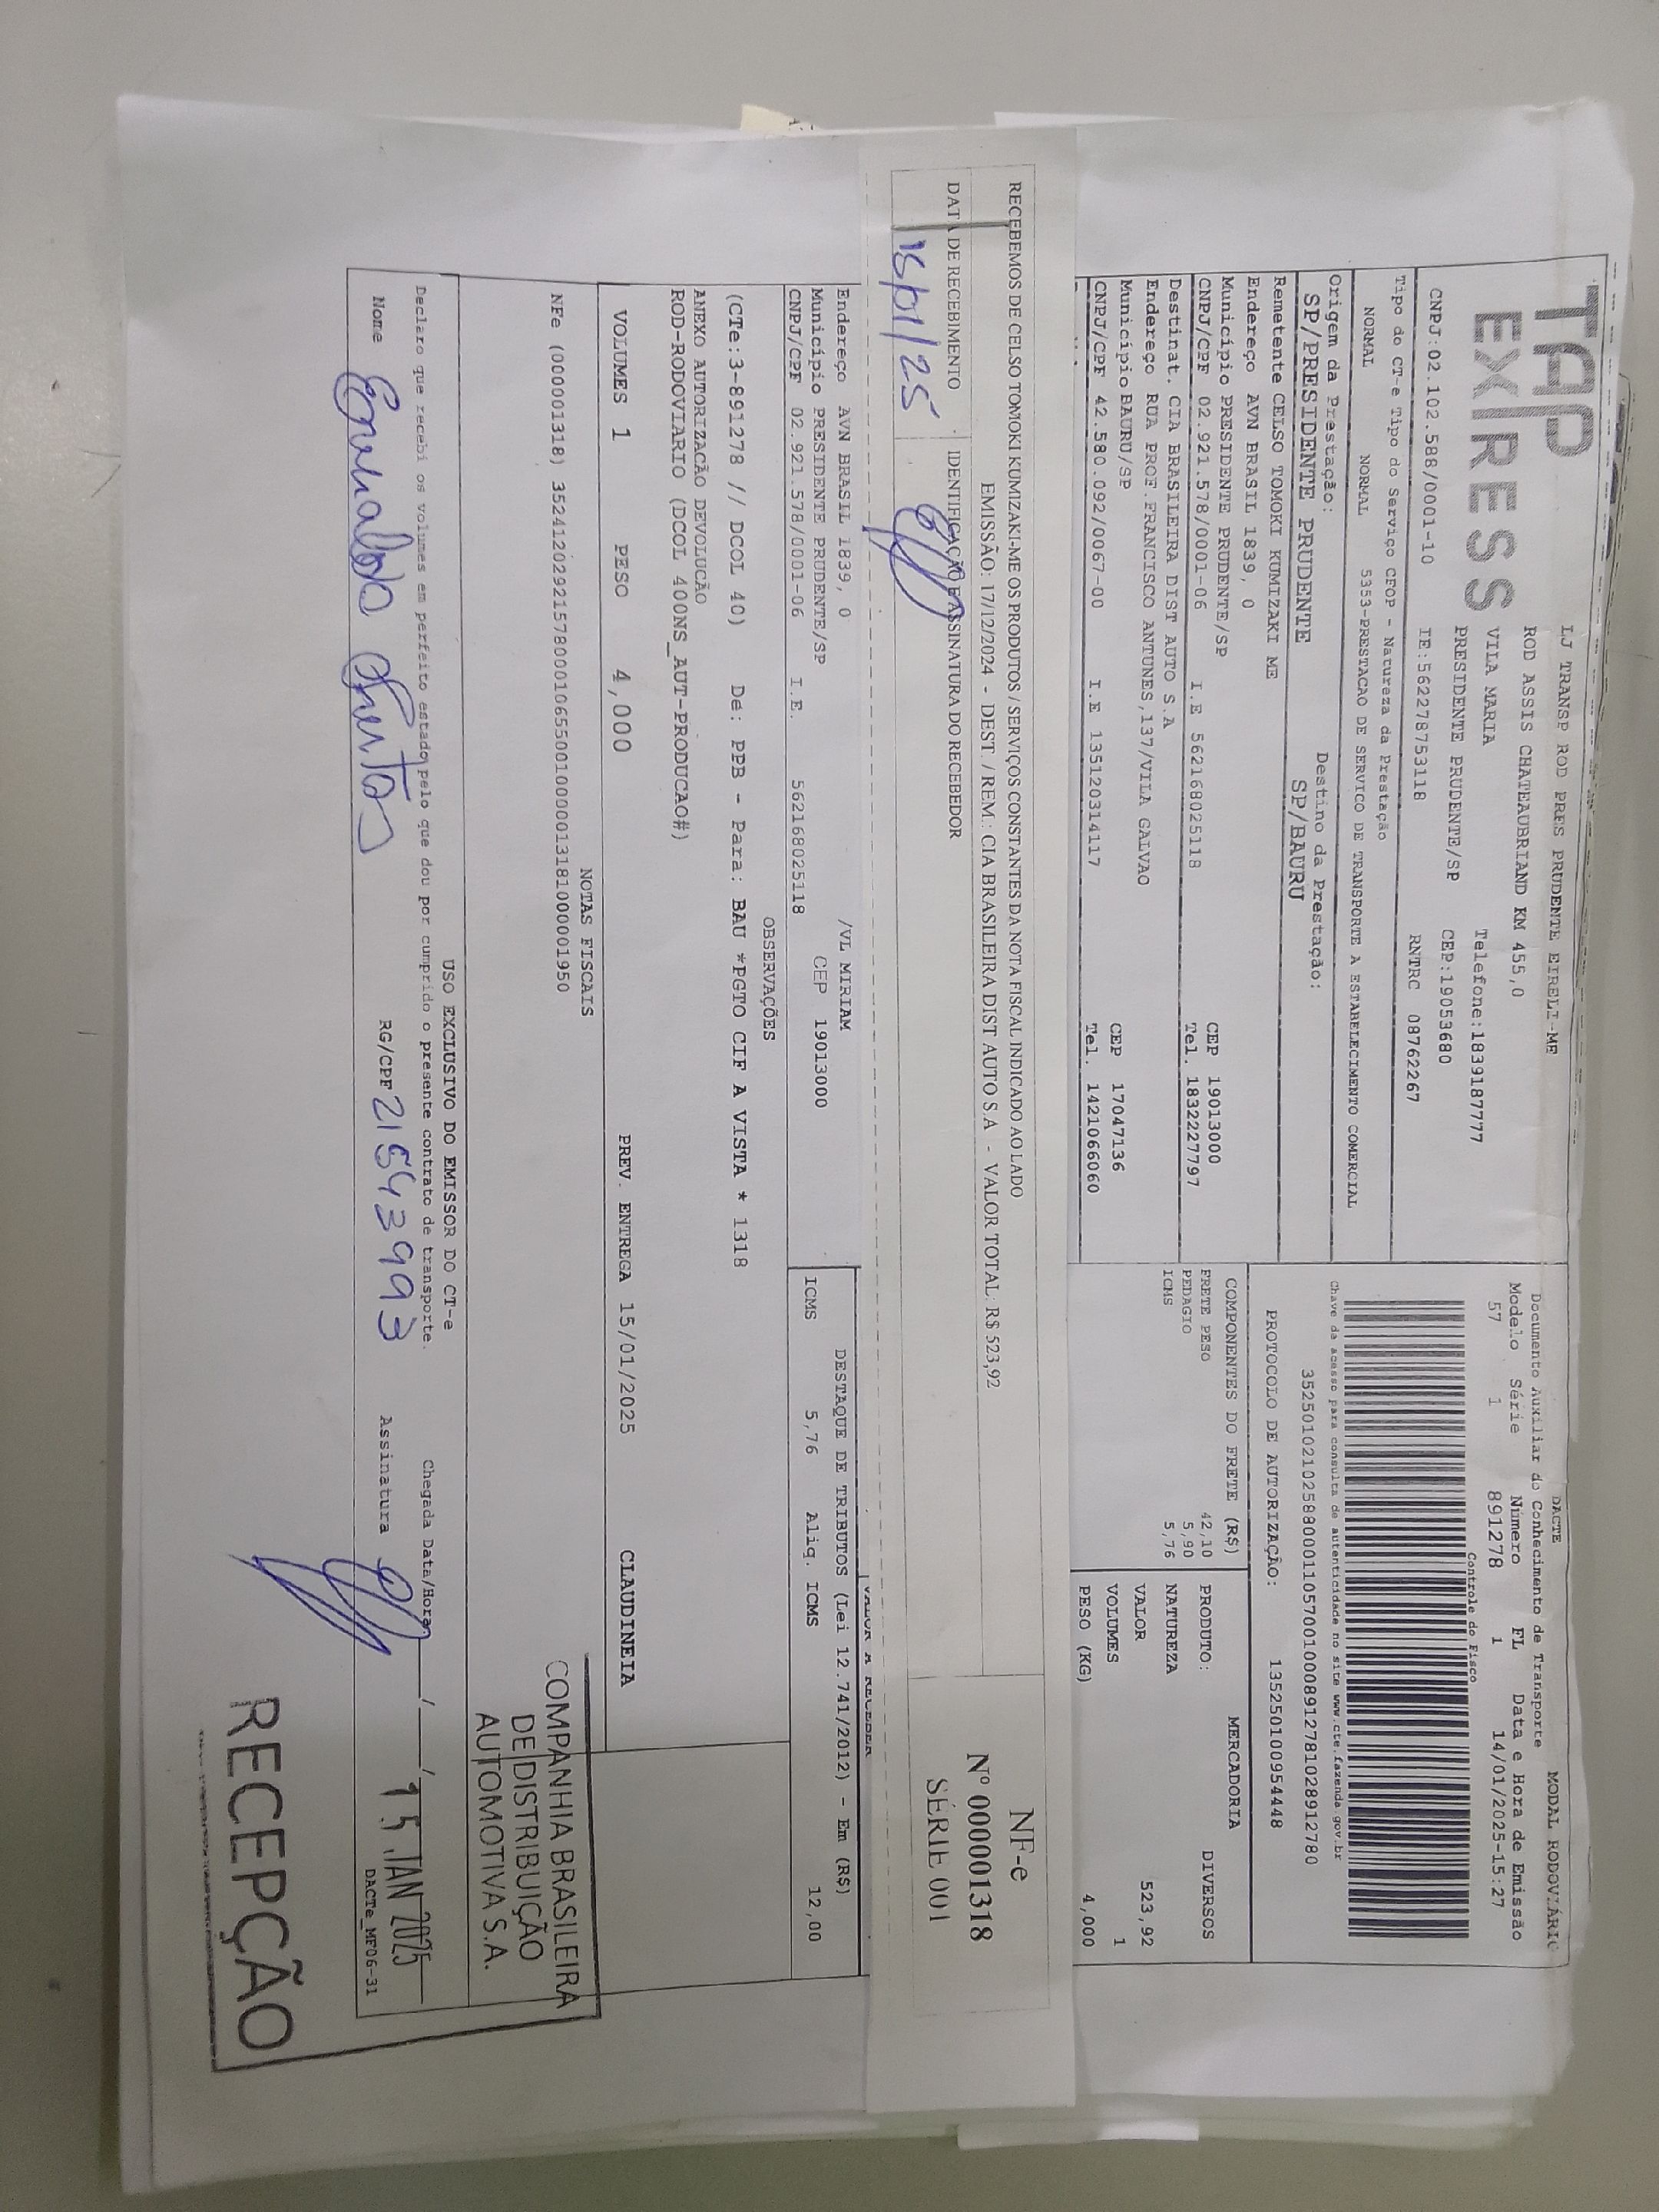 TAP
EXPRESS
LJ TRANSP ROD PRES PRUDENTE EIRELI-ME
ROD ASSIS CHATEAUBRIAND KM 455,0
VILA MARIA Telefone:1839187777
PRESIDENTE PRUDENTE/SP CEP:19053680
CNPJ:02.102.588/0001-10 IE:562278753118 RNTRC 08762267
DACTE MODAL RODOVIÁRIO
Documento Auxiliar do Conhecimento de Transporte
Modelo Série Número FL Data e Hora de Emissão
57 1 891278 1 14/01/2025-15:27
Controle do Fisco
Chave da acesso para consulta de autenticidade no site www.cte.fazenda.gov.br
35250102102588000110570010008912781028912780
PROTOCOLO DE AUTORIZAÇÃO: 135250100954448
Tipo do CT-e Tipo do Serviço CFOP - Natureza da Prestação
NORMAL NORMAL 5353-PRESTACAO DE SERVICO DE TRANSPORTE A ESTABELECIMENTO COMERCIAL
Origem da Prestação: Destino da Prestação:
SP/PRESIDENTE PRUDENTE SP/BAURU
Remetente CELSO TOMOKI KUMIZAKI ME
Endereço AVN BRASIL 1839, 0
Município PRESIDENTE PRUDENTE/SP CEP 19013000
CNPJ/CPF 02.921.578/0001-06 I.E 562168025118 Tel. 1832227797
Destinat. CIA BRASILEIRA DIST AUTO S.A
Endereço RUA PROF.FRANCISCO ANTUNES,137/VILA GALVAO
Município BAURU/SP CEP 17047136
CNPJ/CPF 42.580.092/0067-00 I.E 135120314117 Tel. 1421066060
COMPONENTES DO FRETE (R$)
FRETE PESO 42,10
PEDAGIO 5,90
ICMS 5,76
MERCADORIA
PRODUTO: DIVERSOS
NATUREZA
VALOR 523,92
VOLUMES 1
PESO (KG) 4,000
RECEBEMOS DE CELSO TOMOKI KUMIZAKI-ME OS PRODUTOS / SERVIÇOS CONSTANTES DA NOTA FISCAL INDICADO AO LADO
EMISSÃO: 17/12/2024 - DEST. / REM.: CIA BRASILEIRA DIST AUTO S.A - VALOR TOTAL: R$ 523,92
DATA DE RECEBIMENTO IDENTIFICAÇÃO E ASSINATURA DO RECEBEDOR
15/01/25
NF-e
Nº 000001318
SÉRIE 001
VALOR A RECEBER
Endereço AVN BRASIL 1839, 0 /VL MIRIAM
Município PRESIDENTE PRUDENTE/SP CEP 19013000
CNPJ/CPF 02.921.578/0001-06 I.E. 562168025118
DESTAQUE DE TRIBUTOS (Lei 12.741/2012) - Em (R$)
ICMS 5,76 Aliq. ICMS 12,00
OBSERVAÇÕES
(CTe:3-891278 // DCOL 40) De: PPB - Para: BAU *PGTO CIF A VISTA * 1318
ANEXO AUTORIZAÇÃO DEVOLUCÃO
ROD-RODOVIARIO (DCOL 400NS_AUT-PRODUCAO#)
VOLUMES 1 PESO 4,000 PREV. ENTREGA 15/01/2025 CLAUDINEIA
NOTAS FISCAIS
NFe (000001318) 35241202921578000106550010000013181000001950
USO EXCLUSIVO DO EMISSOR DO CT-e
Declaro que recebi os volumes em perfeito estado pelo que dou por cumprido o presente contrato de transporte. Chegada Data/Hora
Nome RG/CPF 21543993 Assinatura
15 JAN 2025
DACTe_MF06-31
COMPANHIA BRASILEIRA
DE DISTRIBUIÇÃO
AUTOMOTIVA S.A.
RECEPÇÃO